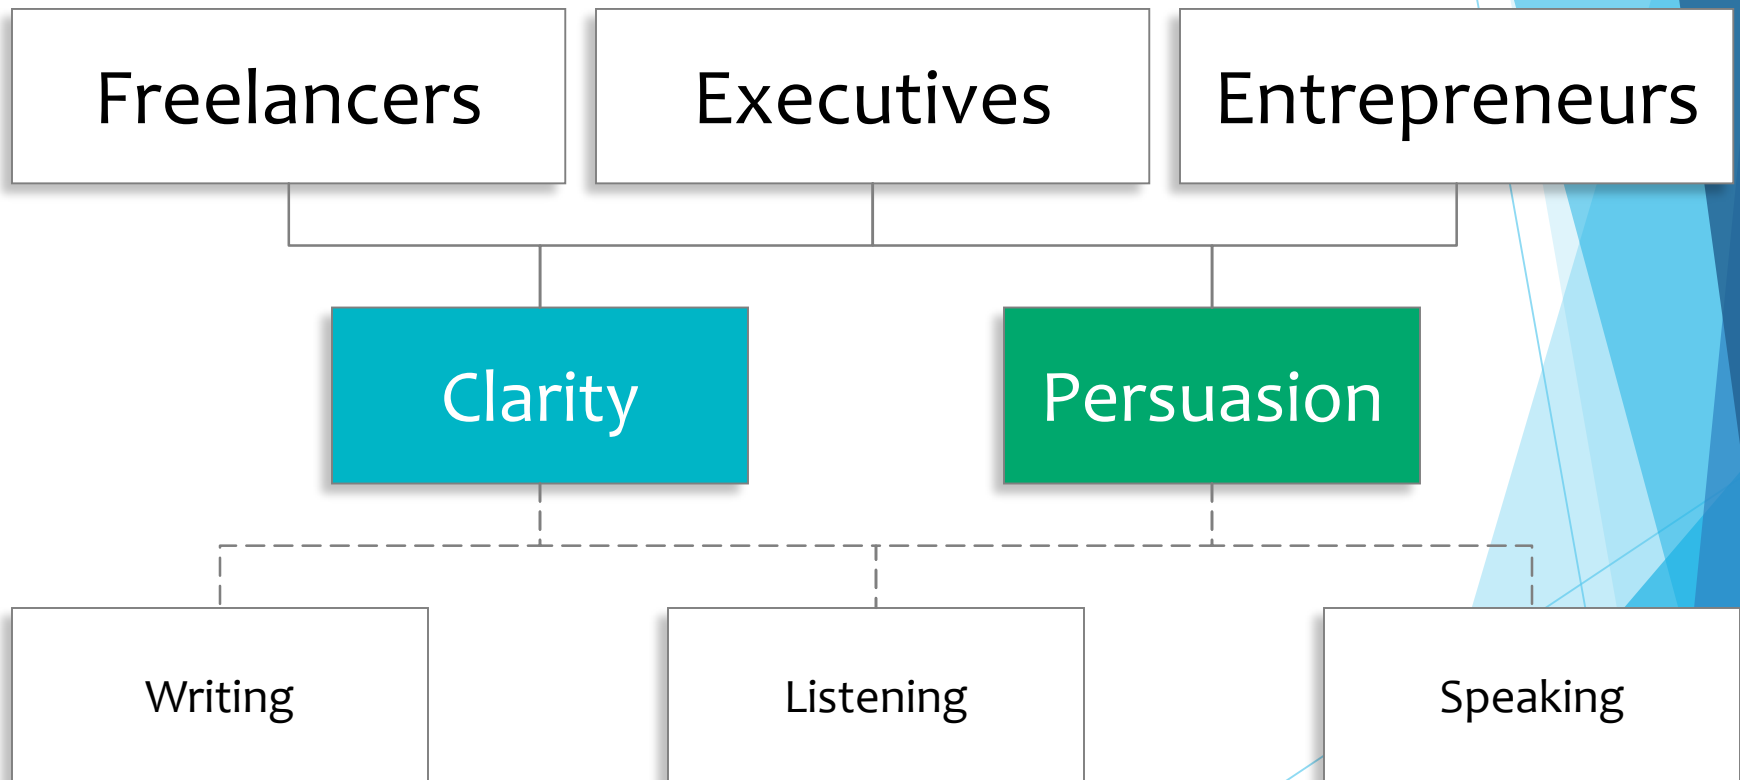 Freelancers
Executives
Entrepreneurs
Clarity
Persuasion
Writing
Listening
Speaking